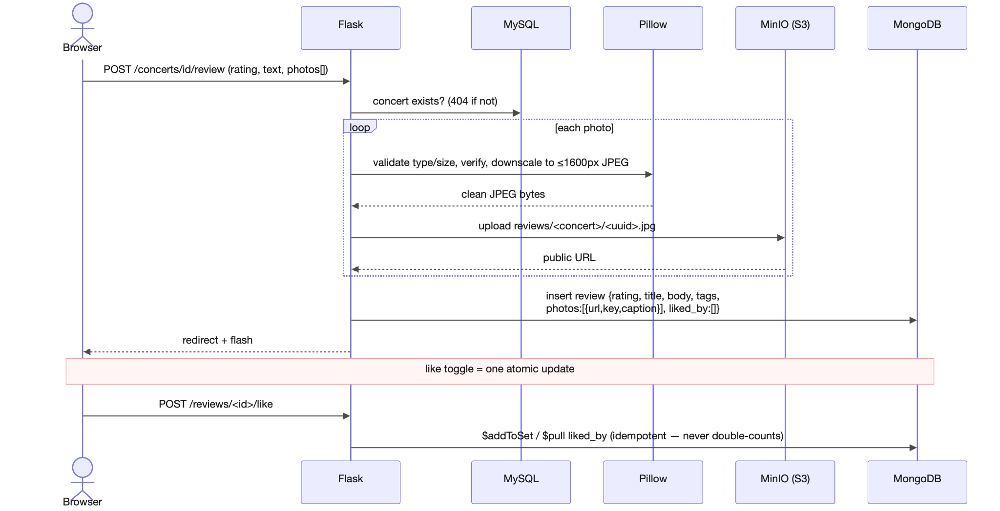 Browser
Flask
MySQL
Pillow
MinIO (S3)
MongoDB
POST /concerts/id/review (rating, text, photos[])
concert exists? (404 if not)
loop
[each photo]
validate type/size, verify, downscale to ≤1600px JPEG
clean JPEG bytes
upload reviews/<concert>/<uuid>.jpg
public URL
insert review {rating, title, body, tags,
photos:[{url,key,caption}], liked_by:[]}
redirect + flash
like toggle = one atomic update
POST /reviews/<id>/like
$addToSet / $pull liked_by (idempotent — never double-counts)
Browser
Flask
MySQL
Pillow
MinIO (S3)
MongoDB